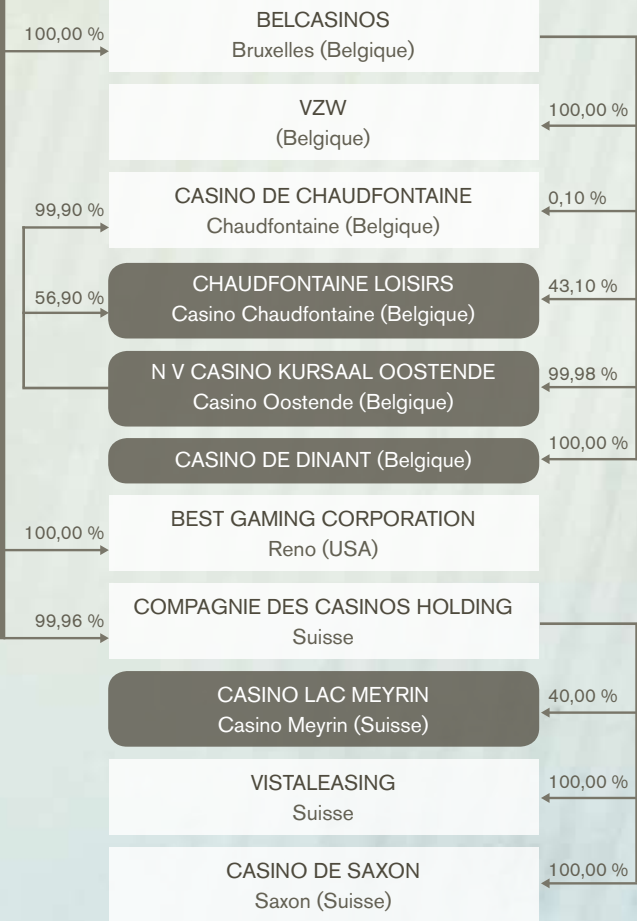 100,00 %
BELCASINOS
Bruxelles (Belgique)
VZW
(Belgique)
100,00 %
99,90 %
CASINO DE CHAUDFONTAINE
Chaudfontaine (Belgique)
0,10 %
56,90 %
CHAUDFONTAINE LOISIRS
Casino Chaudfontaine (Belgique)
43,10 %
N V CASINO KURSAAL OOSTENDE
Casino Oostende (Belgique)
99,98 %
CASINO DE DINANT (Belgique)
100,00 %
100,00 %
BEST GAMING CORPORATION
Reno (USA)
99,96 %
COMPAGNIE DES CASINOS HOLDING
Suisse
CASINO LAC MEYRIN
Casino Meyrin (Suisse)
40,00 %
VISTALEASING
Suisse
100,00 %
CASINO DE SAXON
Saxon (Suisse)
100,00 %